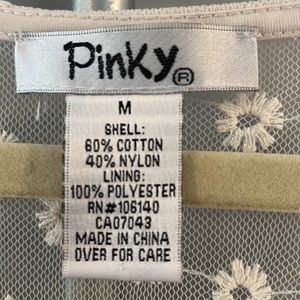 Pinky®
M
SHELL:
60% COTTON
40% NYLON
LINING:
100% POLYESTER
RN#106140
CA07043
MADE IN CHINA
OVER FOR CARE